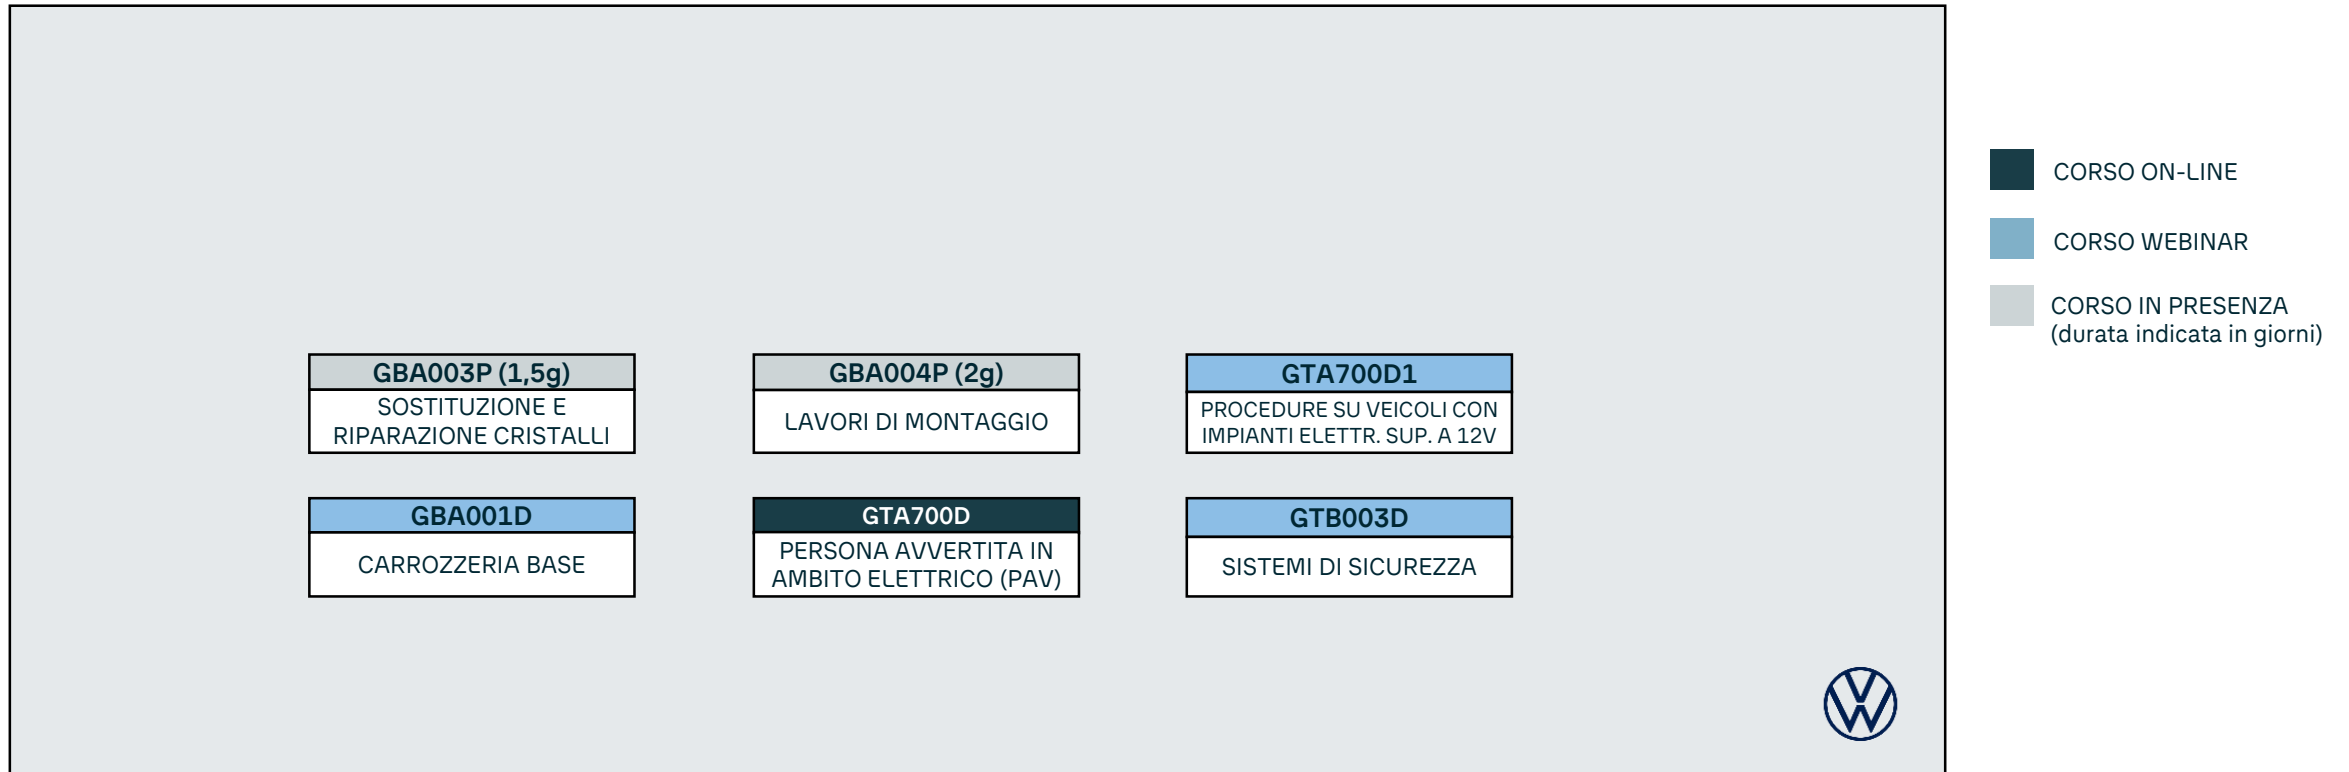 GBA003P (1,5g)
SOSTITUZIONE E
RIPARAZIONE CRISTALLI
GBA004P (2g)
LAVORI DI MONTAGGIO
GTA700D1
PROCEDURE SU VEICOLI CON
IMPIANTI ELETTR. SUP. A 12V
GBA001D
CARROZZERIA BASE
GTA700D
PERSONA AVVERTITA IN
AMBITO ELETTRICO (PAV)
GTB003D
SISTEMI DI SICUREZZA
CORSO ON-LINE
CORSO WEBINAR
CORSO IN PRESENZA
(durata indicata in giorni)